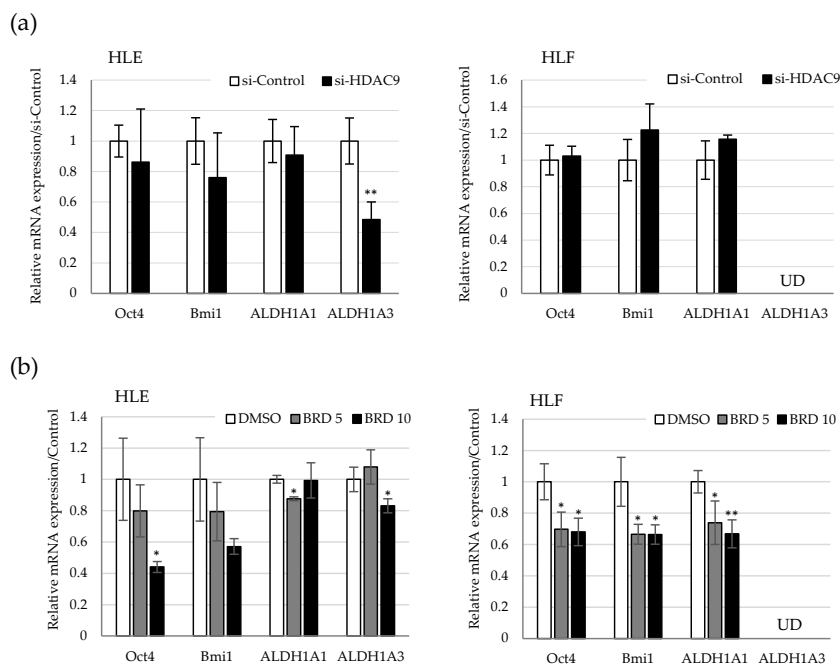 (a)
HLE
si-Control si-HDAC9
Relative mRNA expression/si-Control
1.4
1.2
1
0.8
0.6
0.4
0.2
0
**
Oct4 Bmi1 ALDH1A1 ALDH1A3
HLF
si-Control si-HDAC9
Relative mRNA expression/si-Control
1.6
1.4
1.2
1
0.8
0.6
0.4
0.2
0
UD
Oct4 Bmi1 ALDH1A1 ALDH1A3
(b)
HLE
DMSO BRD 5 BRD 10
Relative mRNA expression/Control
1.4
1.2
1
0.8
0.6
0.4
0.2
0
* * *
Oct4 Bmi1 ALDH1A1 ALDH1A3
HLF
DMSO BRD 5 BRD 10
Relative mRNA expression/Control
1.4
1.2
1
0.8
0.6
0.4
0.2
0
* * * * * **
UD
Oct4 Bmi1 ALDH1A1 ALDH1A3